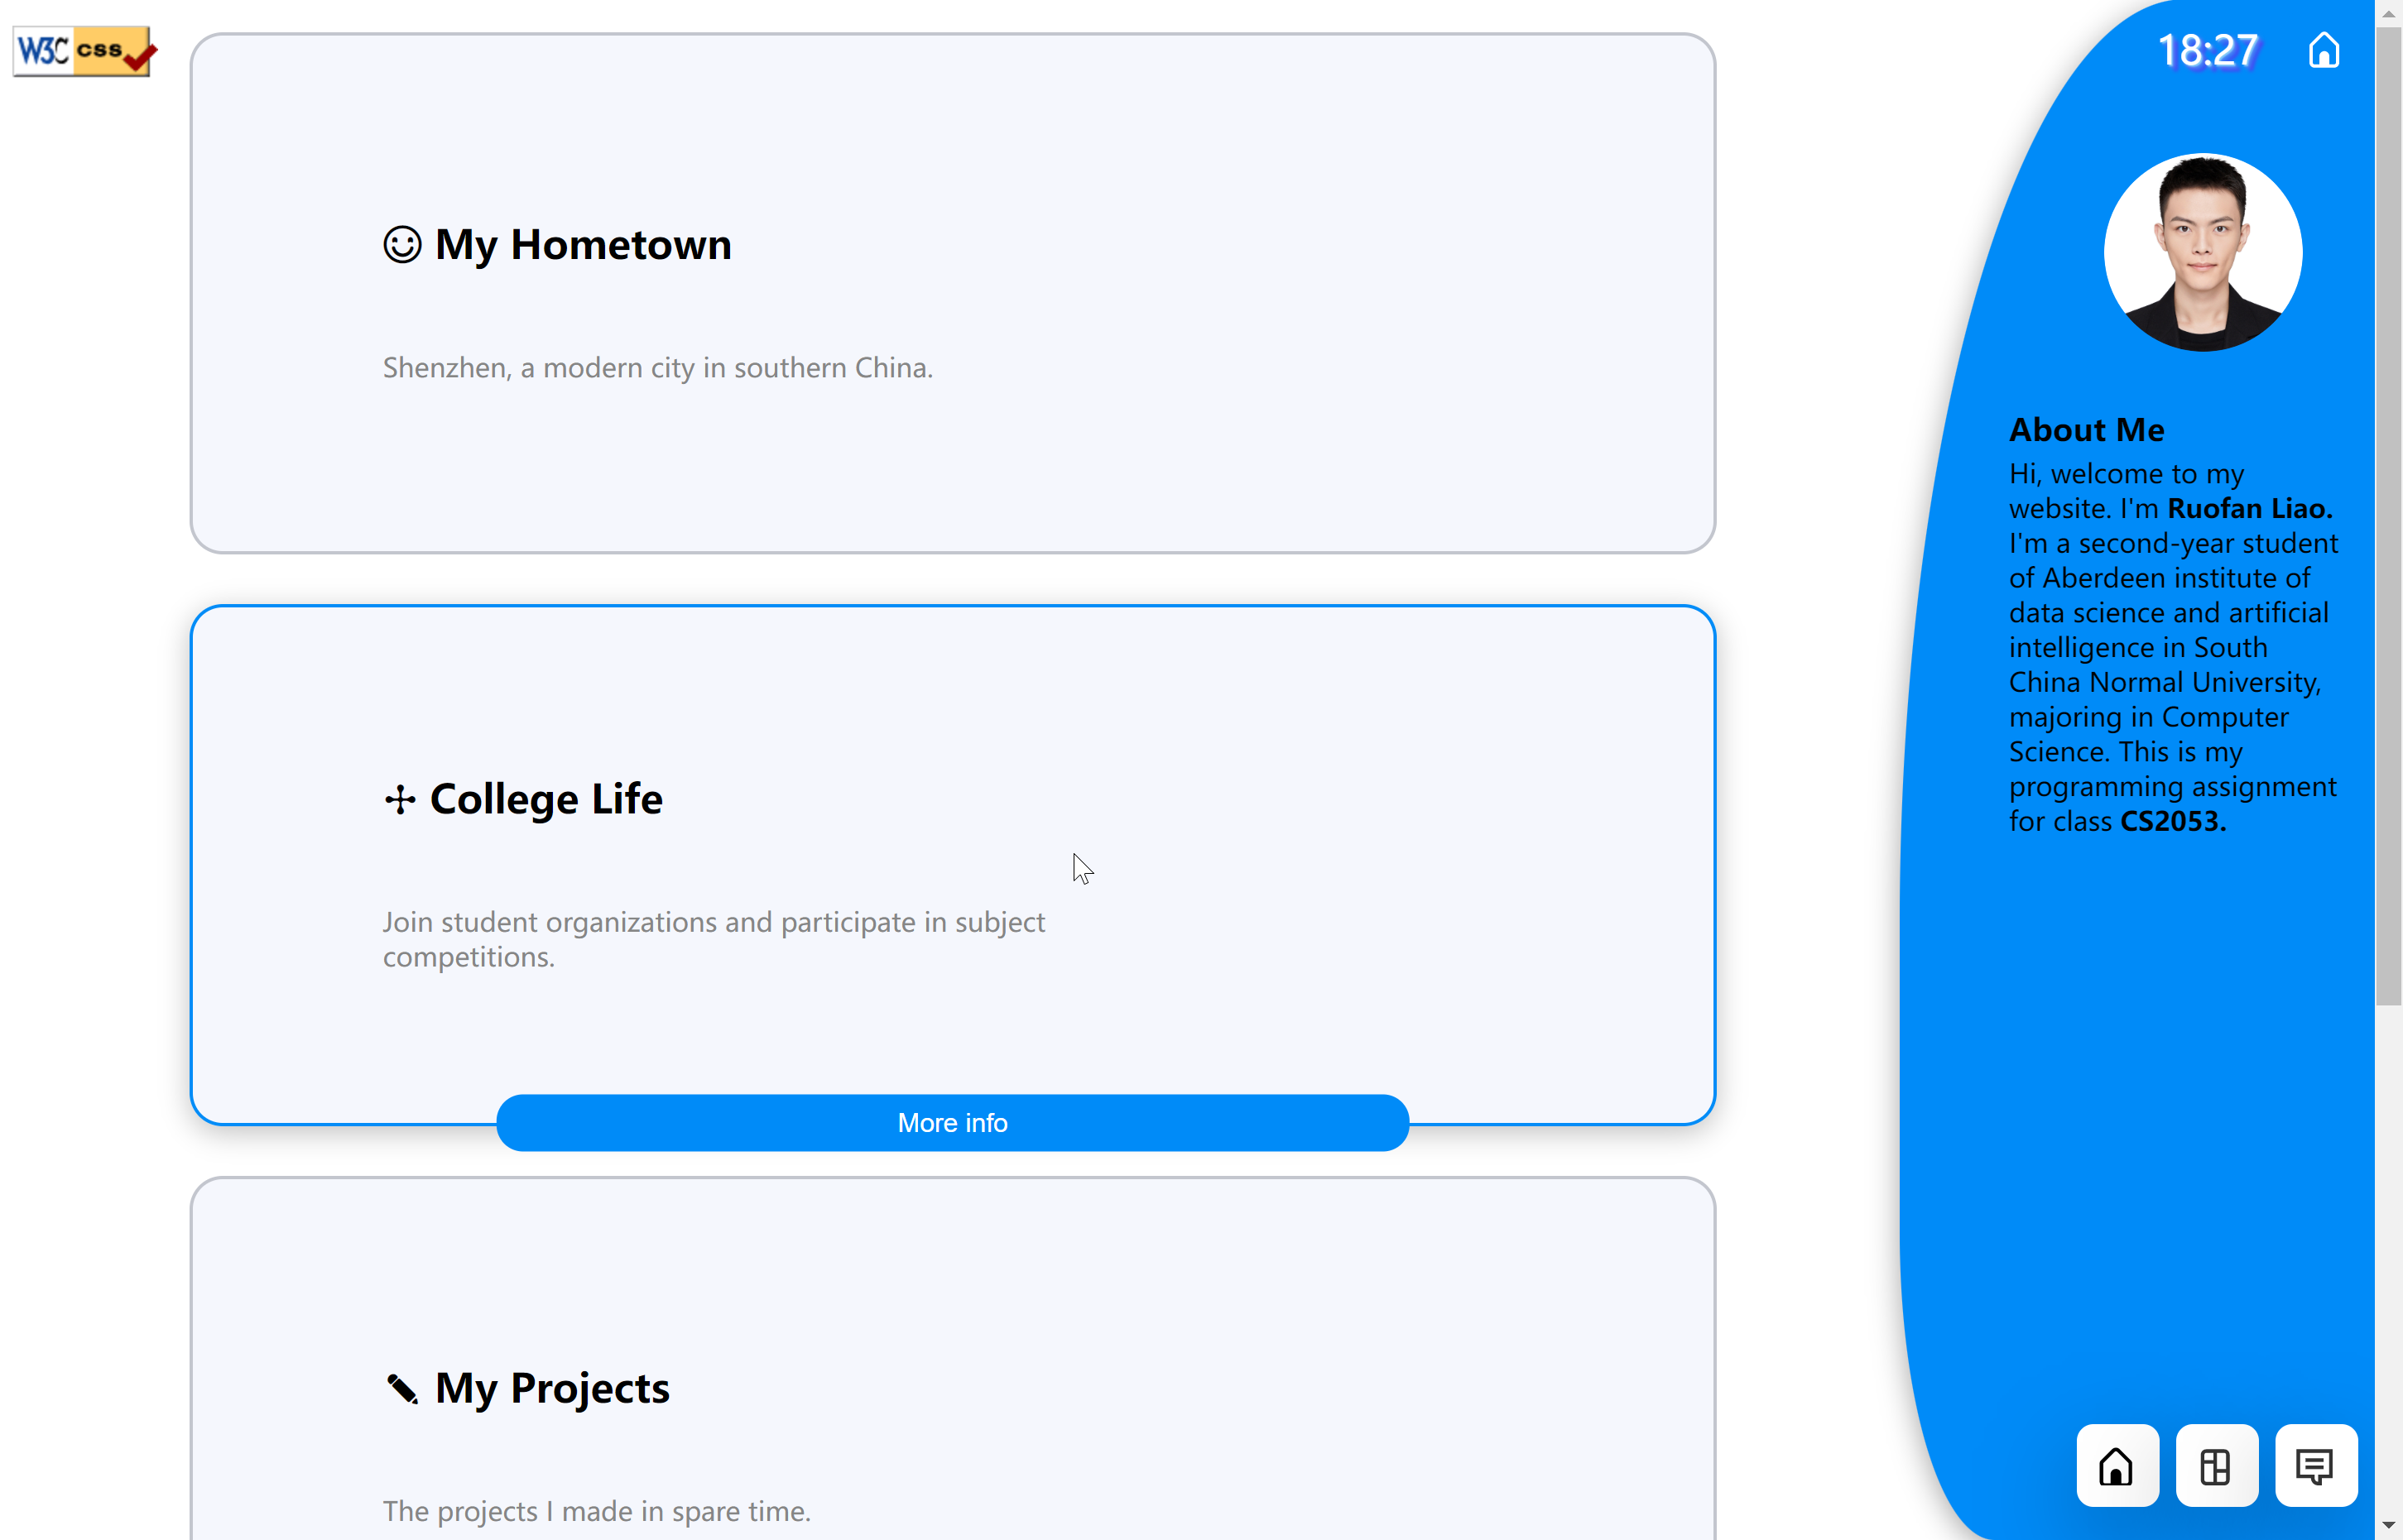 W3C css
My Hometown
Shenzhen, a modern city in southern China.
College Life
Join student organizations and participate in subject
competitions.
More info
My Projects
The projects I made in spare time.
18:27
About Me
Hi, welcome to my
website. I'm Ruofan Liao.
I'm a second-year student
of Aberdeen institute of
data science and artificial
intelligence in South
China Normal University,
majoring in Computer
Science. This is my
programming assignment
for class CS2053.